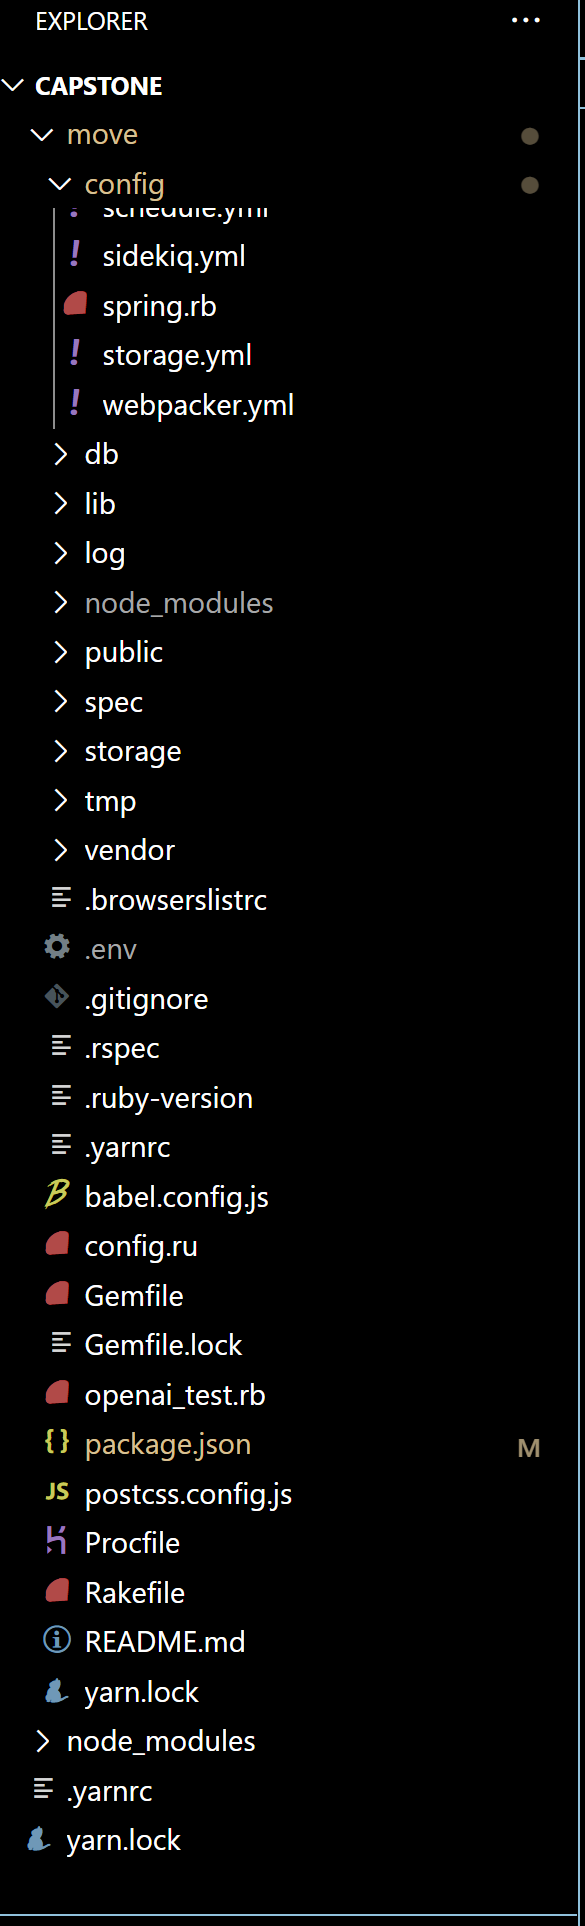 EXPLORER
CAPSTONE
move
config
schedule.yml
sidekiq.yml
spring.rb
storage.yml
webpacker.yml
db
lib
log
node_modules
public
spec
storage
tmp
vendor
.browserslistrc
.env
.gitignore
.rspec
.ruby-version
.yarnrc
babel.config.js
config.ru
Gemfile
Gemfile.lock
openai_test.rb
package.json M
postcss.config.js
Procfile
Rakefile
README.md
yarn.lock
node_modules
.yarnrc
yarn.lock